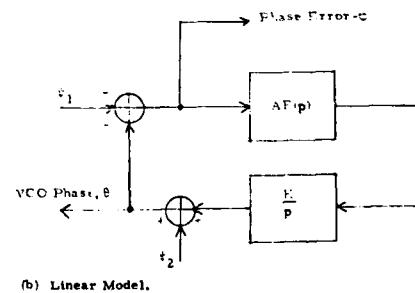 Phase Error-φ
AF(p)
VCO Phase, θ
K
p
(b) Linear Model.